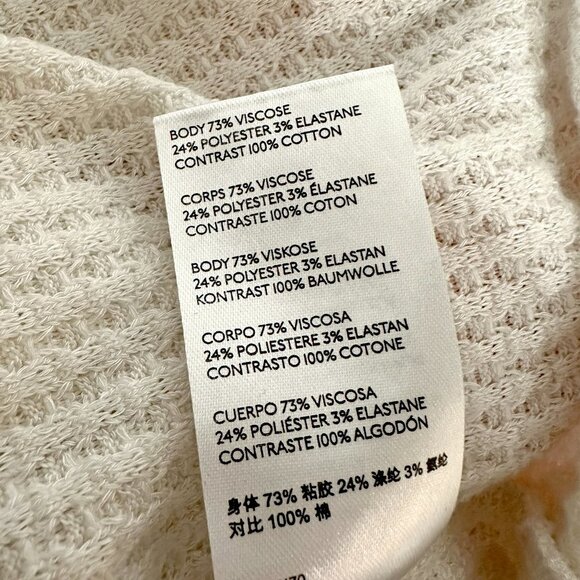 BODY 73% VISCOSE
24% POLYESTER 3% ELASTANE
CONTRAST 100% COTTON
CORPS 73% VISCOSE
24% POLYESTER 3% ÉLASTANE
CONTRASTE 100% COTON
BODY 73% VISKOSE
24% POLYESTER 3% ELASTAN
KONTRAST 100% BAUMWOLLE
CORPO 73% VISCOSA
24% POLIESTERE 3% ELASTAN
CONTRASTO 100% COTONE
CUERPO 73% VISCOSA
24% POLIÉSTER 3% ELASTANE
CONTRASTE 100% ALGODÓN
身体 73% 粘胶 24% 涤纶 3% 氨纶
对比 100% 棉